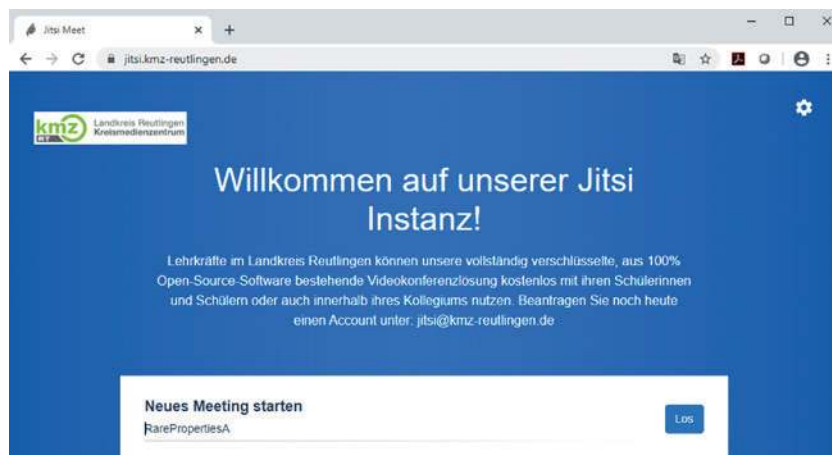 Jitsi Meet
jitsi.kmz-reutlingen.de
kmz
RT
Landkreis Reutlingen
Kreismedienzentrum
Willkommen auf unserer Jitsi
Instanz!
Lehrkräfte im Landkreis Reutlingen können unsere vollständig verschlüsselte, aus 100%
Open-Source-Software bestehende Videokonferenzlösung kostenlos mit ihren Schülerinnen
und Schülern oder auch innerhalb ihres Kollegiums nutzen. Beantragen Sie noch heute
einen Account unter: jitsi@kmz-reutlingen.de
Neues Meeting starten
RarePropertiesA
Los